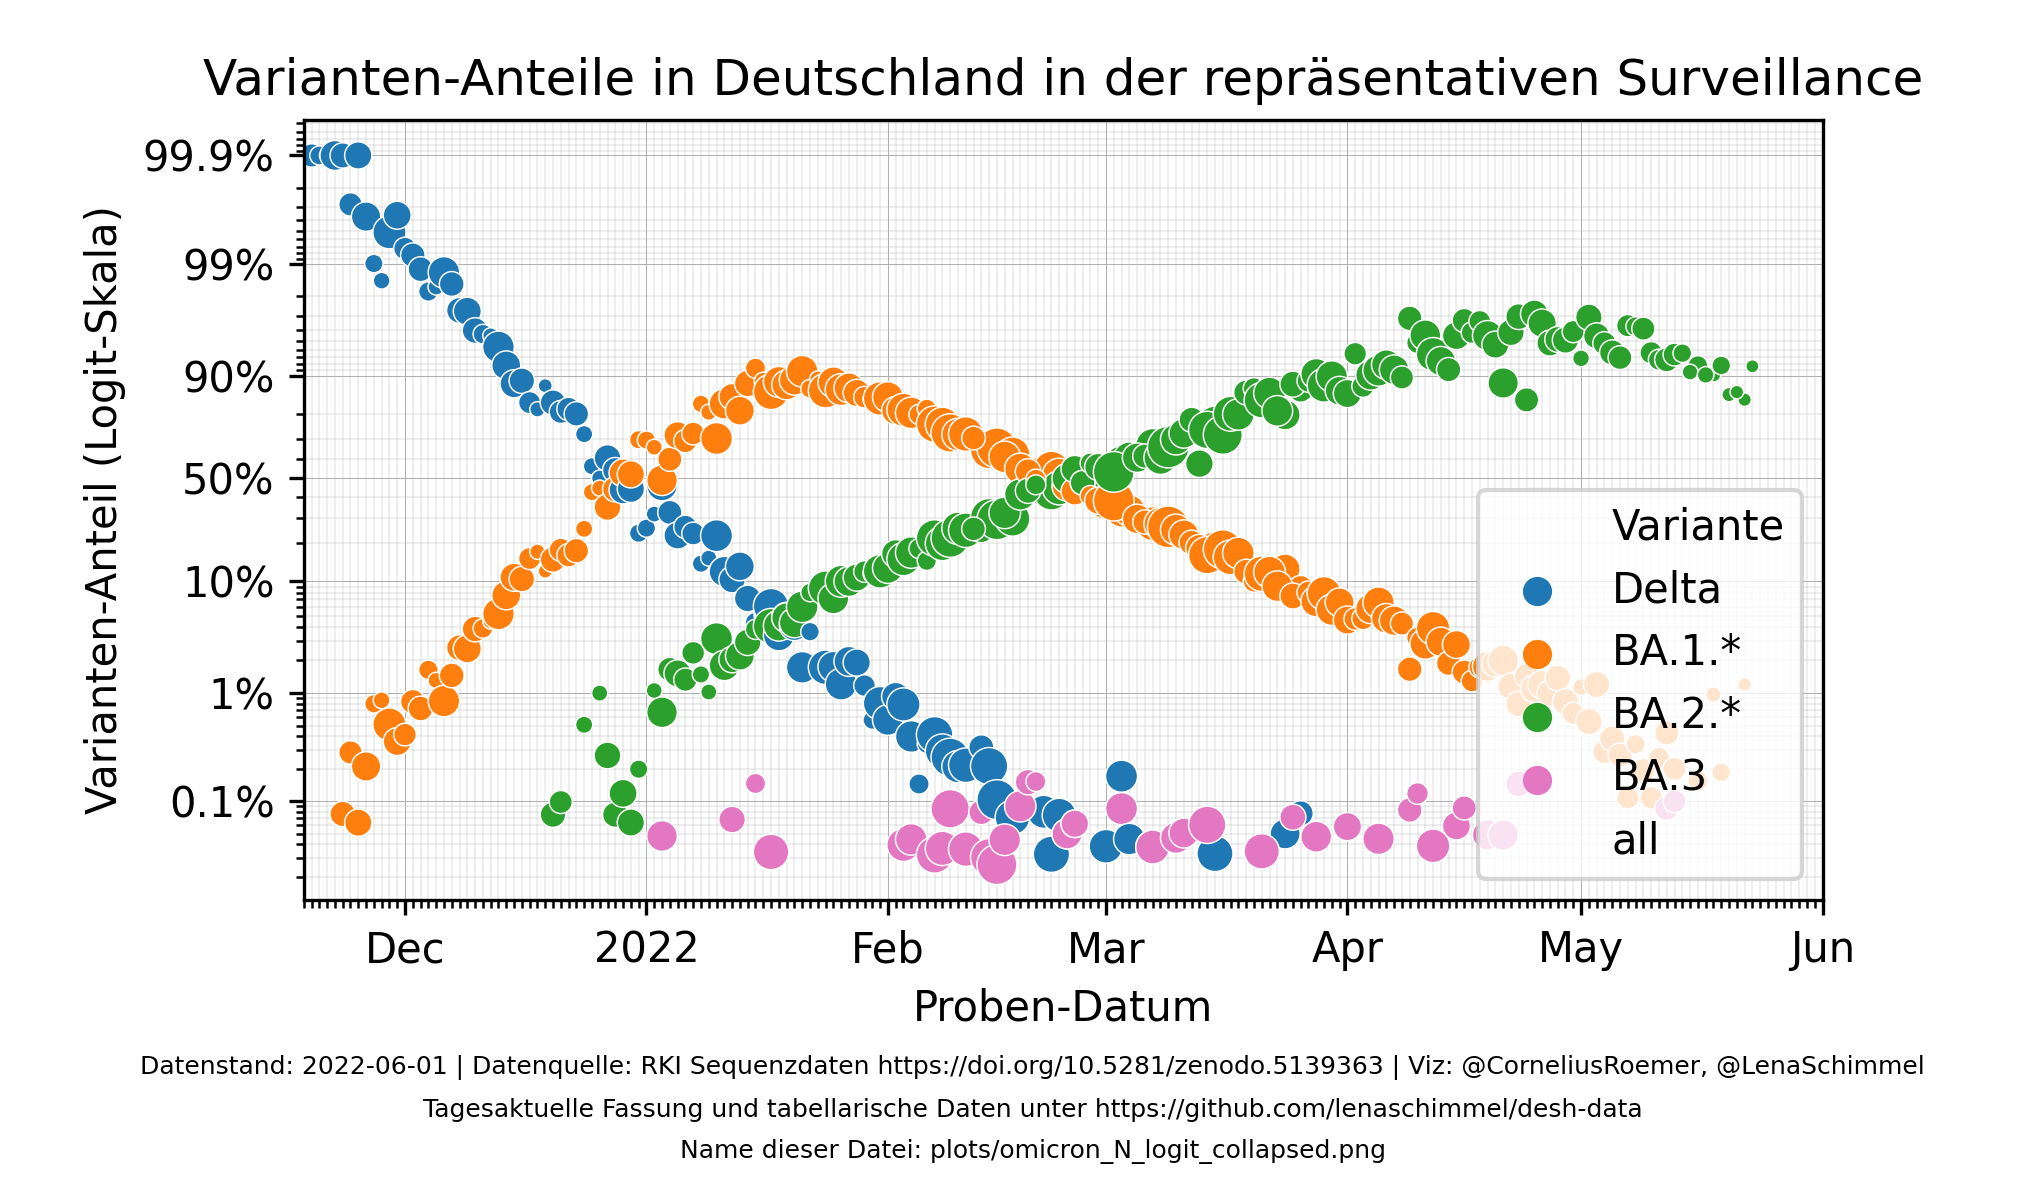 Varianten-Anteile in Deutschland in der repräsentativen Surveillance
Varianten-Anteil (Logit-Skala)
99.9%
99%
90%
50%
10%
1%
0.1%
Variante
Delta
BA.1.*
BA.2.*
BA.3
all
Dec 2022 Feb Mar Apr May Jun
Proben-Datum
Datenstand: 2022-06-01 | Datenquelle: RKI Sequenzdaten https://doi.org/10.5281/zenodo.5139363 | Viz: @CorneliusRoemer, @LenaSchimmel
Tagesaktuelle Fassung und tabellarische Daten unter https://github.com/lenaschimmel/desh-data
Name dieser Datei: plots/omicron_N_logit_collapsed.png